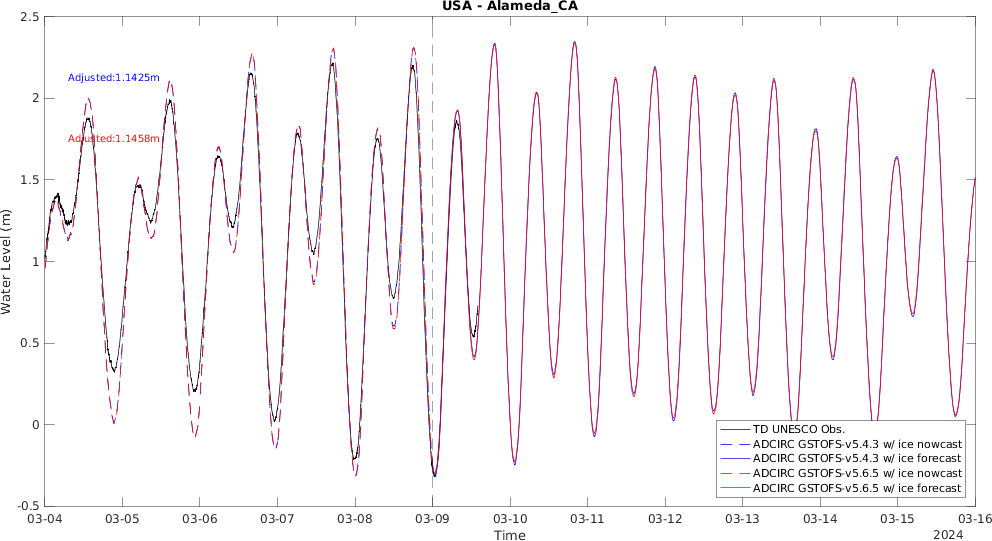 USA - Alameda_CA
2.5
2
1.5
1
0.5
0
-0.5
Water Level (m)
Adjusted:1.1425m
Adjusted:1.1458m
TD UNESCO Obs.
ADCIRC GSTOFS-v5.4.3 w/ ice nowcast
ADCIRC GSTOFS-v5.4.3 w/ ice forecast
ADCIRC GSTOFS-v5.6.5 w/ ice nowcast
ADCIRC GSTOFS-v5.6.5 w/ ice forecast
03-04 03-05 03-06 03-07 03-08 03-09 03-10 03-11 03-12 03-13 03-14 03-15 03-16
Time
2024